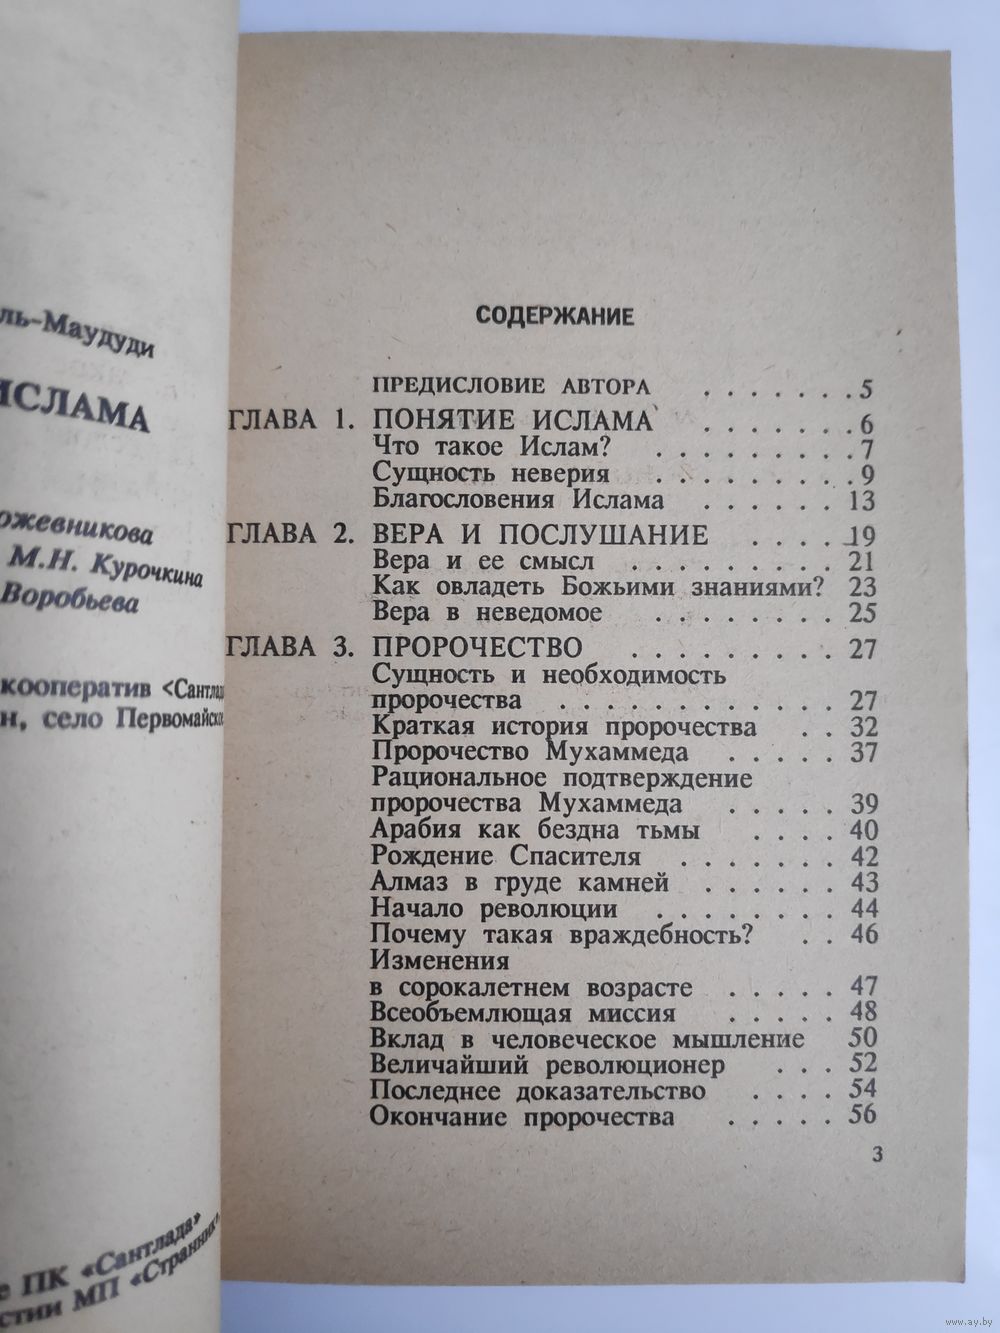 ль-Маудуди
ИСЛАМА
ожевникова
М.Н. Курочкина
Воробьева
кооператив «Сантлад
н, село Первомайское
е ПК «Сантлада»
стии МП «Странник»
СОДЕРЖАНИЕ
ПРЕДИСЛОВИЕ АВТОРА . . . . . . . 5
ГЛАВА 1. ПОНЯТИЕ ИСЛАМА . . . . . . . 6
Что такое Ислам? . . . . . . . . . 7
Сущность неверия . . . . . . . . . 9
Благословения Ислама . . . . . . 13
ГЛАВА 2. ВЕРА И ПОСЛУШАНИЕ . . . . 19
Вера и ее смысл . . . . . . . . . 21
Как овладеть Божьими знаниями? 23
Вера в неведомое . . . . . . . . 25
ГЛАВА 3. ПРОРОЧЕСТВО . . . . . . . . . 27
Сущность и необходимость
пророчества . . . . . . . . . . . . 27
Краткая история пророчества . . 32
Пророчество Мухаммеда . . . . . 37
Рациональное подтверждение
пророчества Мухаммеда . . . . . 39
Арабия как бездна тьмы . . . . 40
Рождение Спасителя . . . . . . . 42
Алмаз в груде камней . . . . . . 43
Начало революции . . . . . . . . 44
Почему такая враждебность? . . 46
Изменения
в сорокалетнем возрасте . . . . . 47
Всеобъемлющая миссия . . . . . 48
Вклад в человеческое мышление 50
Величайший революционер . . . 52
Последнее доказательство . . . . 54
Окончание пророчества . . . . . 56
3
www.ay.by